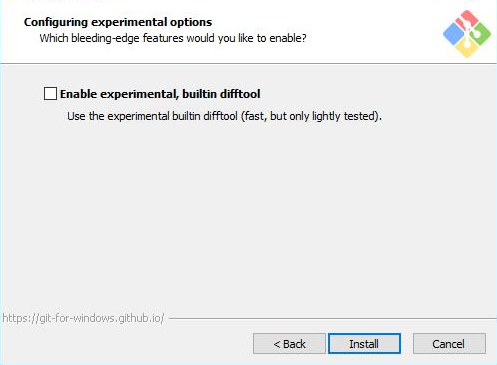 Configuring experimental options
Which bleeding-edge features would you like to enable?
Enable experimental, builtin difftool
Use the experimental builtin difftool (fast, but only lightly tested).
https://git-for-windows.github.io/
< Back
Install
Cancel